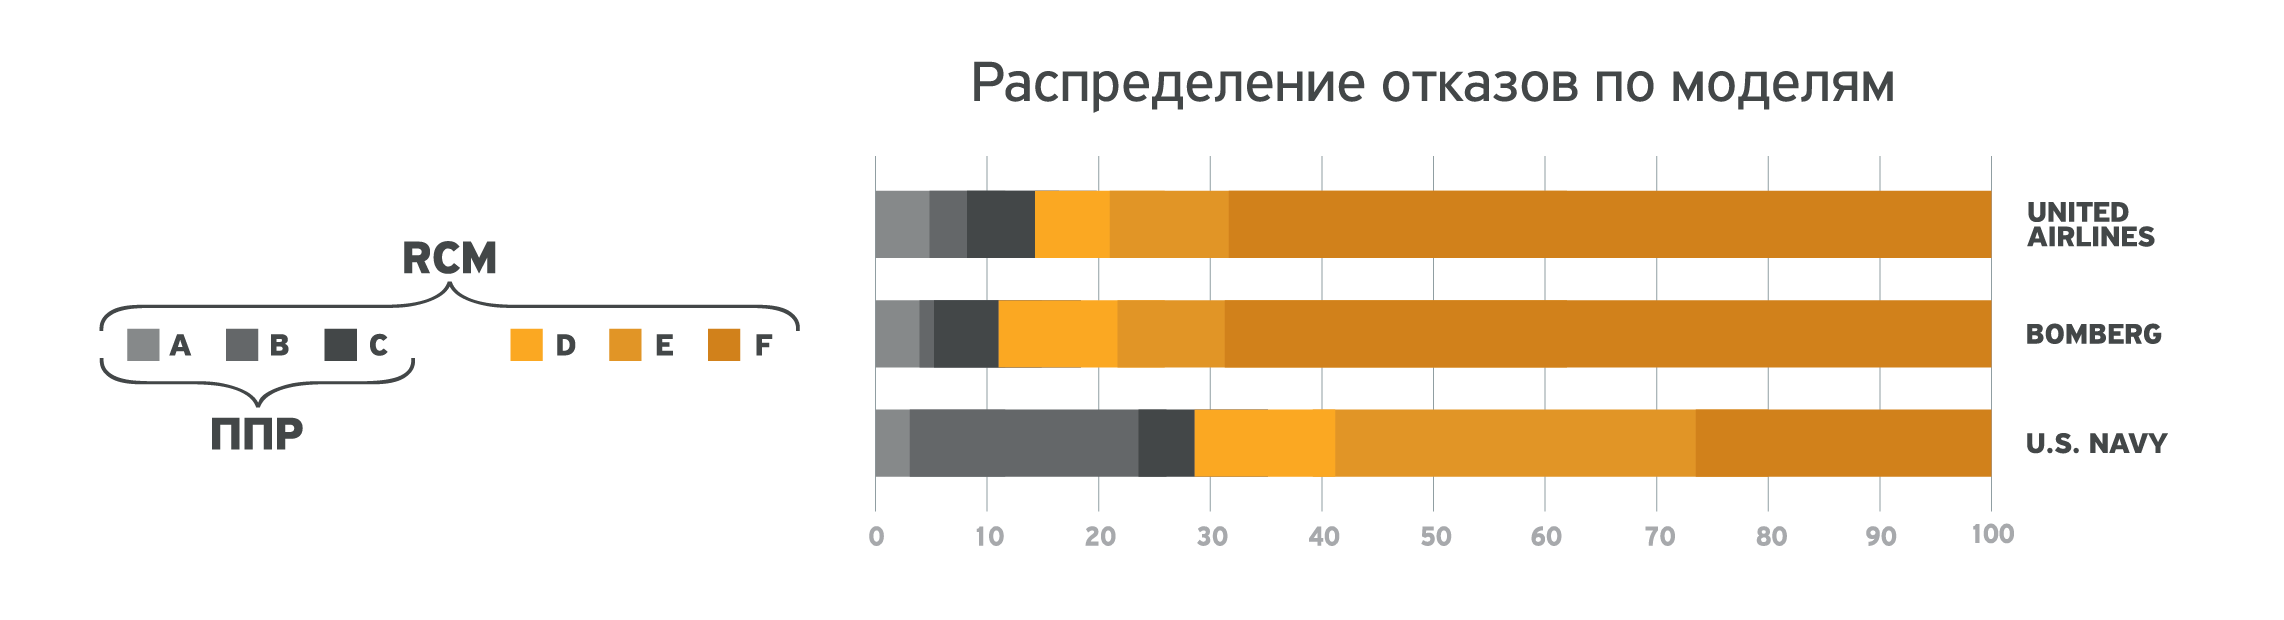 Распределение отказов по моделям
RCM
A B C D E F
ППР
UNITED
AIRLINES
BOMBERG
U.S. NAVY
0 10 20 30 40 50 60 70 80 90 100